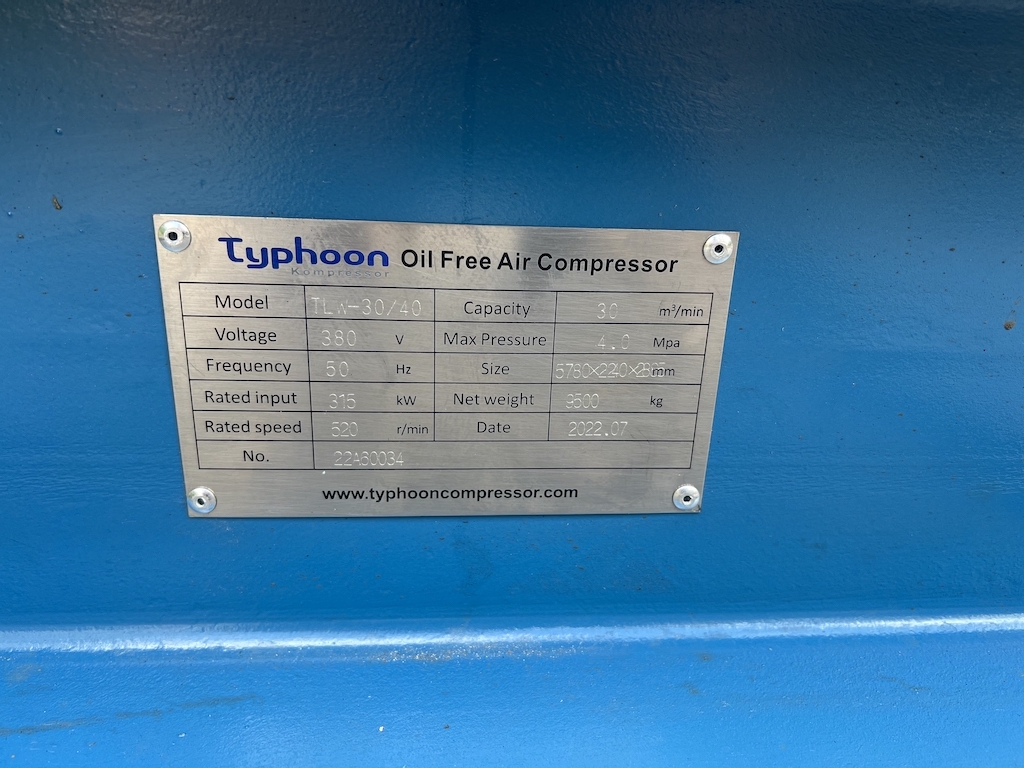 Typhoon Oil Free Air Compressor
Kompressor
Model TLW-30/40 Capacity 30 m³/min
Voltage 380 V Max Pressure 4.0 Mpa
Frequency 50 Hz Size mm
Rated input 315 kW Net weight 9500 kg
Rated speed 520 r/min Date 2022.07
No. 22A60034
www.typhooncompressor.com